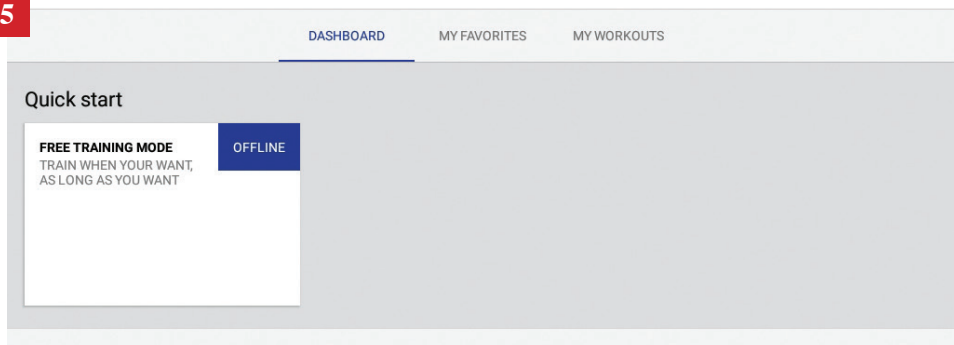 5
DASHBOARD MY FAVORITES MY WORKOUTS
Quick start
FREE TRAINING MODE OFFLINE
TRAIN WHEN YOUR WANT,
AS LONG AS YOU WANT